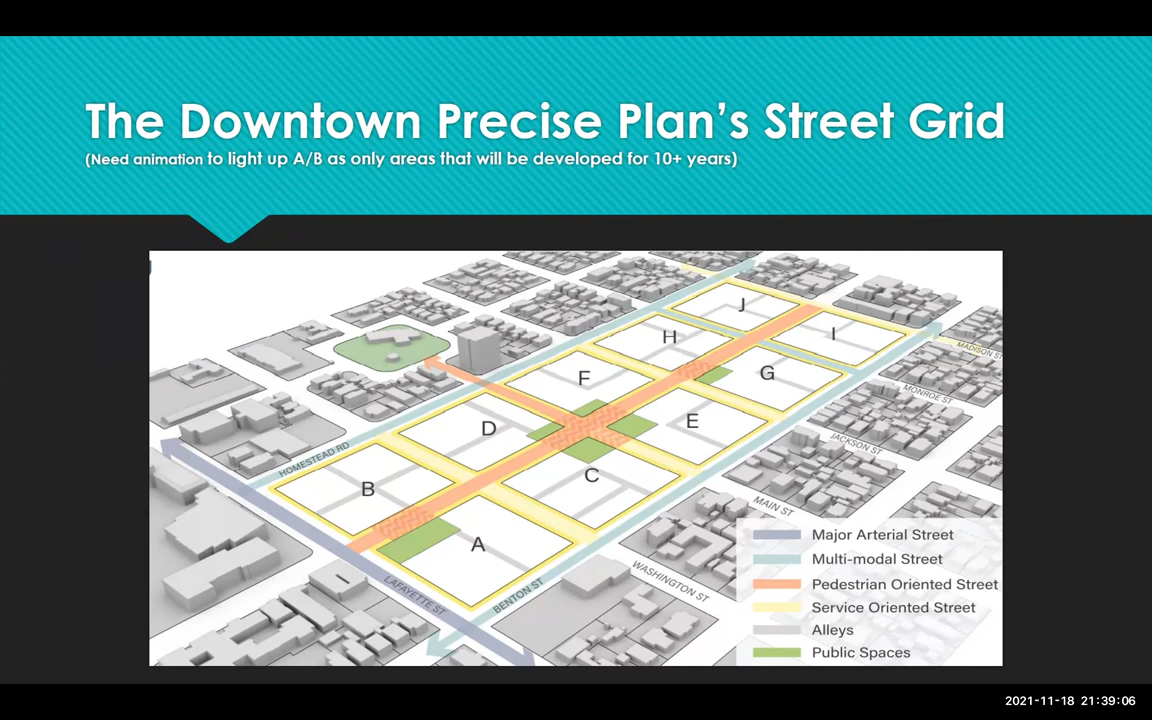 The Downtown Precise Plan’s Street Grid
(Need animation to light up A/B as only areas that will be developed for 10+ years)
J
I
H
G
F
E
D
C
B
A
MADISON ST
MONROE ST
JACKSON ST
MAIN ST
WASHINGTON ST
HOMESTEAD RD
LAFAYETTE ST
BENTON ST
Major Arterial Street
Multi-modal Street
Pedestrian Oriented Street
Service Oriented Street
Alleys
Public Spaces
2021-11-18 21:39:06